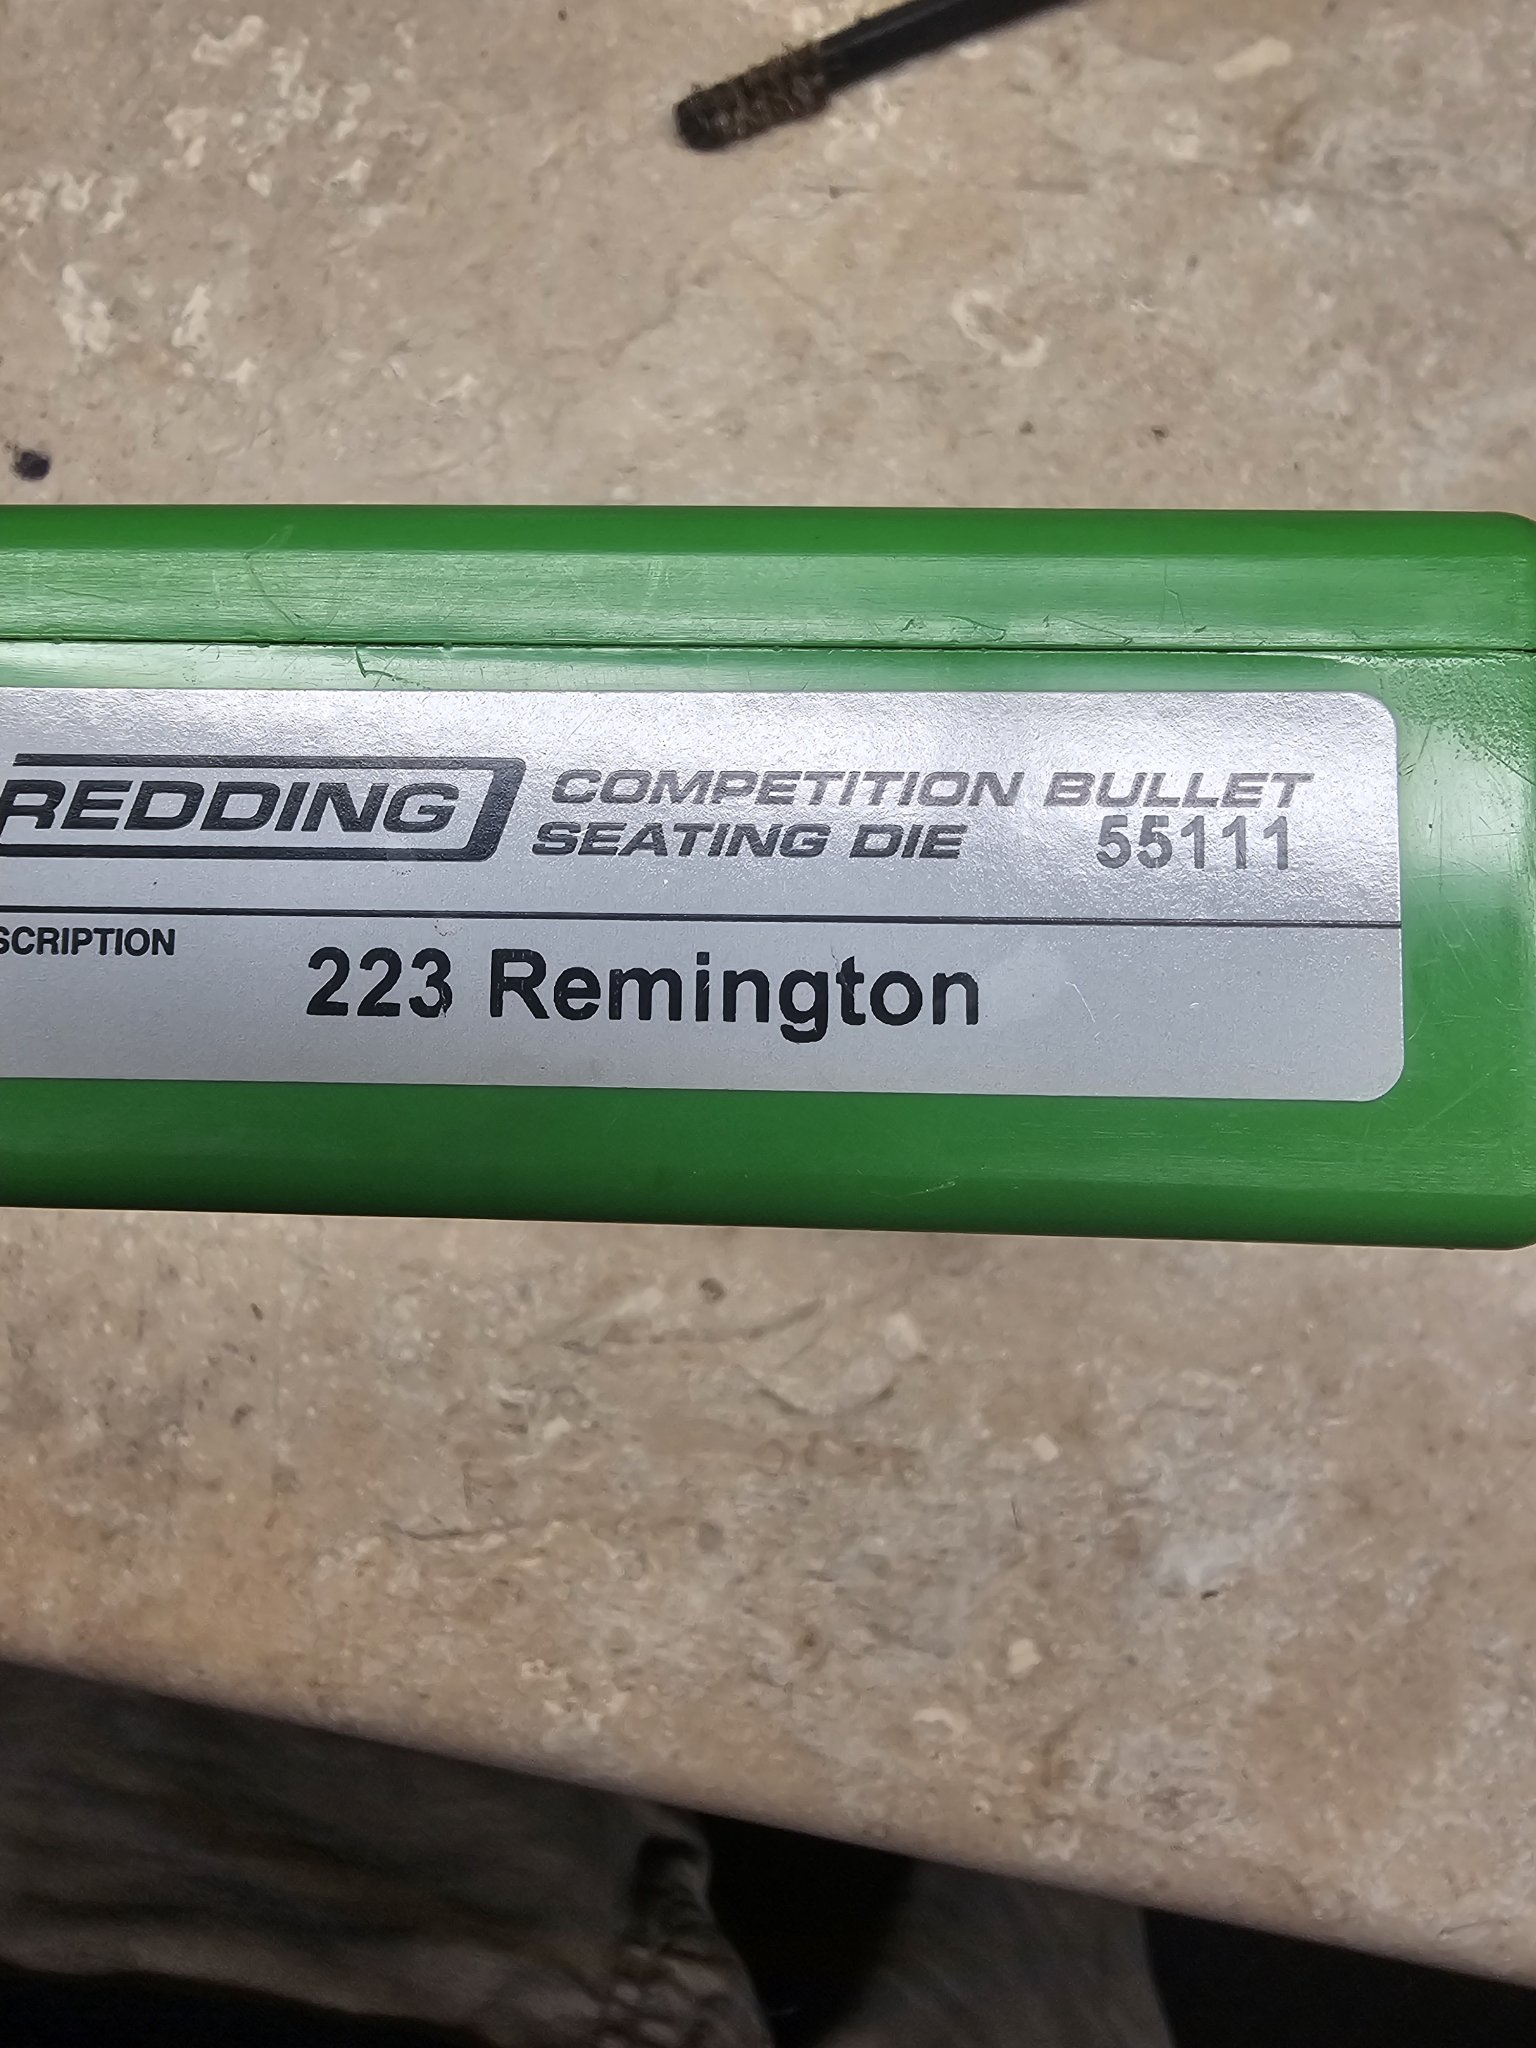 REDDING
COMPETITION BULLET
SEATING DIE 55111
SCRIPTION
223 Remington